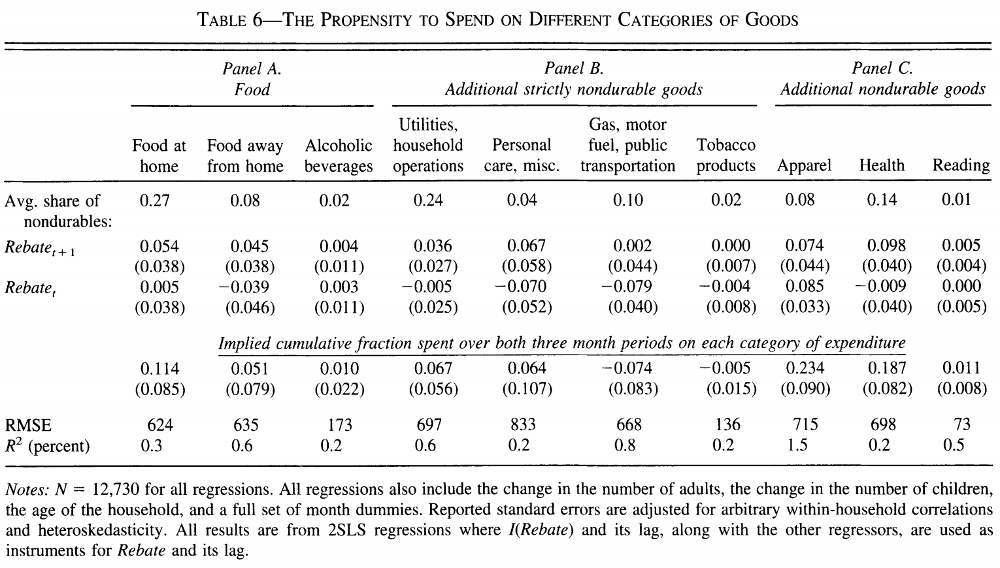 TABLE 6—THE PROPENSITY TO SPEND ON DIFFERENT CATEGORIES OF GOODS
Panel A. Panel B. Panel C.
Food Additional strictly nondurable goods Additional nondurable goods
Utilities, Gas, motor
Food at Food away Alcoholic household Personal fuel, public Tobacco
home from home beverages operations care, misc. transportation products Apparel Health Reading
Avg. share of 0.27 0.08 0.02 0.24 0.04 0.10 0.02 0.08 0.14 0.01
nondurables:
Rebate t + 1 0.054 0.045 0.004 0.036 0.067 0.002 0.000 0.074 0.098 0.005
(0.038) (0.038) (0.011) (0.027) (0.058) (0.044) (0.007) (0.044) (0.040) (0.004)
Rebate t 0.005 −0.039 0.003 −0.005 −0.070 −0.079 −0.004 0.085 −0.009 0.000
(0.038) (0.046) (0.011) (0.025) (0.052) (0.040) (0.008) (0.033) (0.040) (0.005)
Implied cumulative fraction spent over both three month periods on each category of expenditure
0.114 0.051 0.010 0.067 0.064 −0.074 −0.005 0.234 0.187 0.011
(0.085) (0.079) (0.022) (0.056) (0.107) (0.083) (0.015) (0.090) (0.082) (0.008)
RMSE 624 635 173 697 833 668 136 715 698 73
R² (percent) 0.3 0.6 0.2 0.6 0.2 0.8 0.2 1.5 0.2 0.5
Notes: N = 12,730 for all regressions. All regressions also include the change in the number of adults, the change in the number of children,
the age of the household, and a full set of month dummies. Reported standard errors are adjusted for arbitrary within-household correlations
and heteroskedasticity. All results are from 2SLS regressions where I(Rebate) and its lag, along with the other regressors, are used as
instruments for Rebate and its lag.